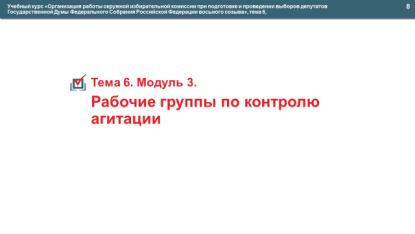 Учебный курс «Организация работы окружной избирательной комиссии при подготовке и проведении выборов депутатов
Государственной Думы Федерального Собрания Российской Федерации восьмого созыва», тема 6,
8
Тема 6. Модуль 3.
Рабочие группы по контролю
агитации